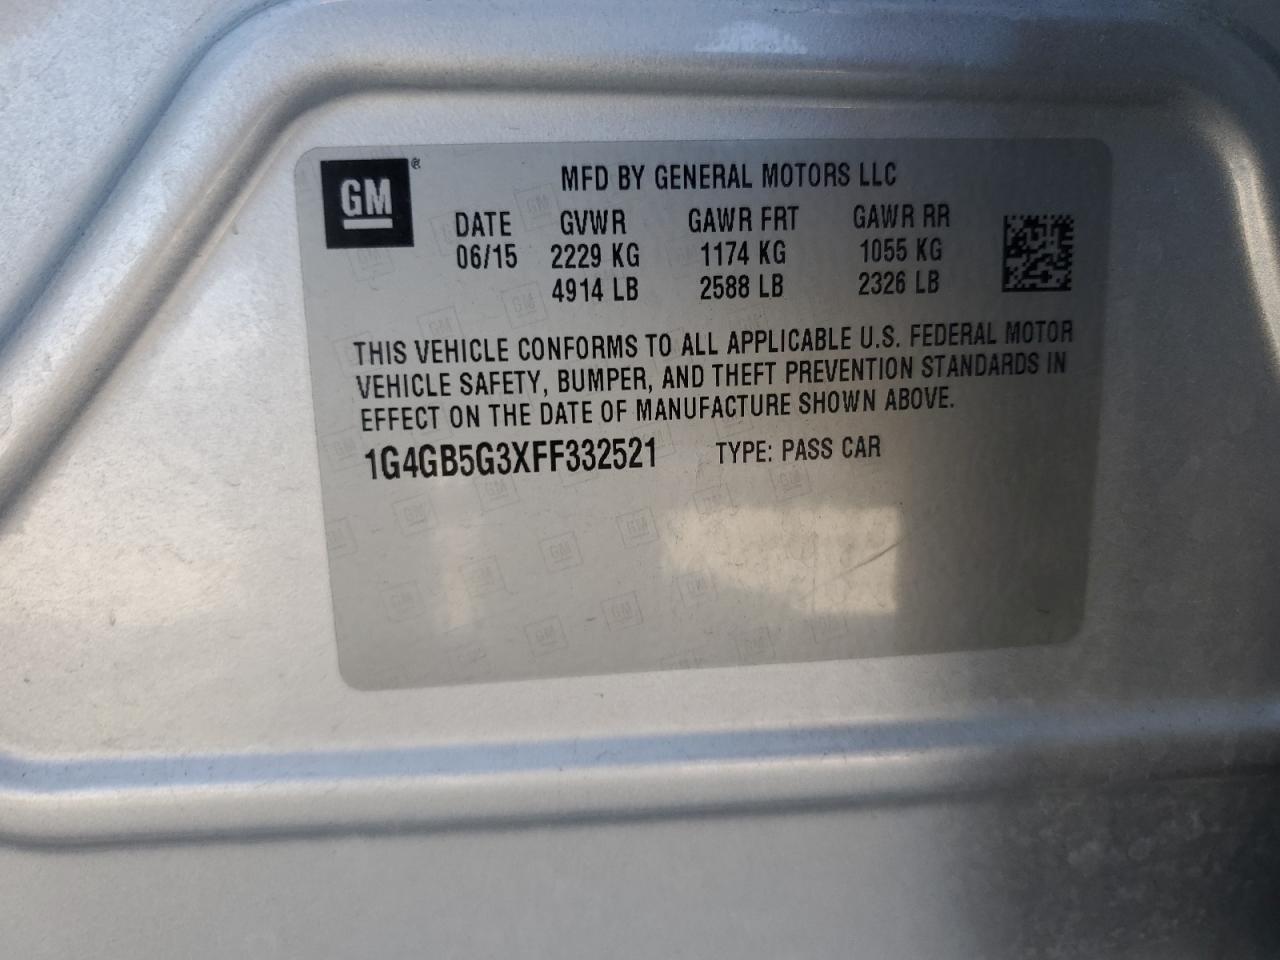 GM®
MFD BY GENERAL MOTORS LLC
DATE GVWR GAWR FRT GAWR RR
06/15 2229 KG 1174 KG 1055 KG
4914 LB 2588 LB 2326 LB
THIS VEHICLE CONFORMS TO ALL APPLICABLE U.S. FEDERAL MOTOR
VEHICLE SAFETY, BUMPER, AND THEFT PREVENTION STANDARDS IN
EFFECT ON THE DATE OF MANUFACTURE SHOWN ABOVE.
1G4GB5G3XFF332521 TYPE: PASS CAR